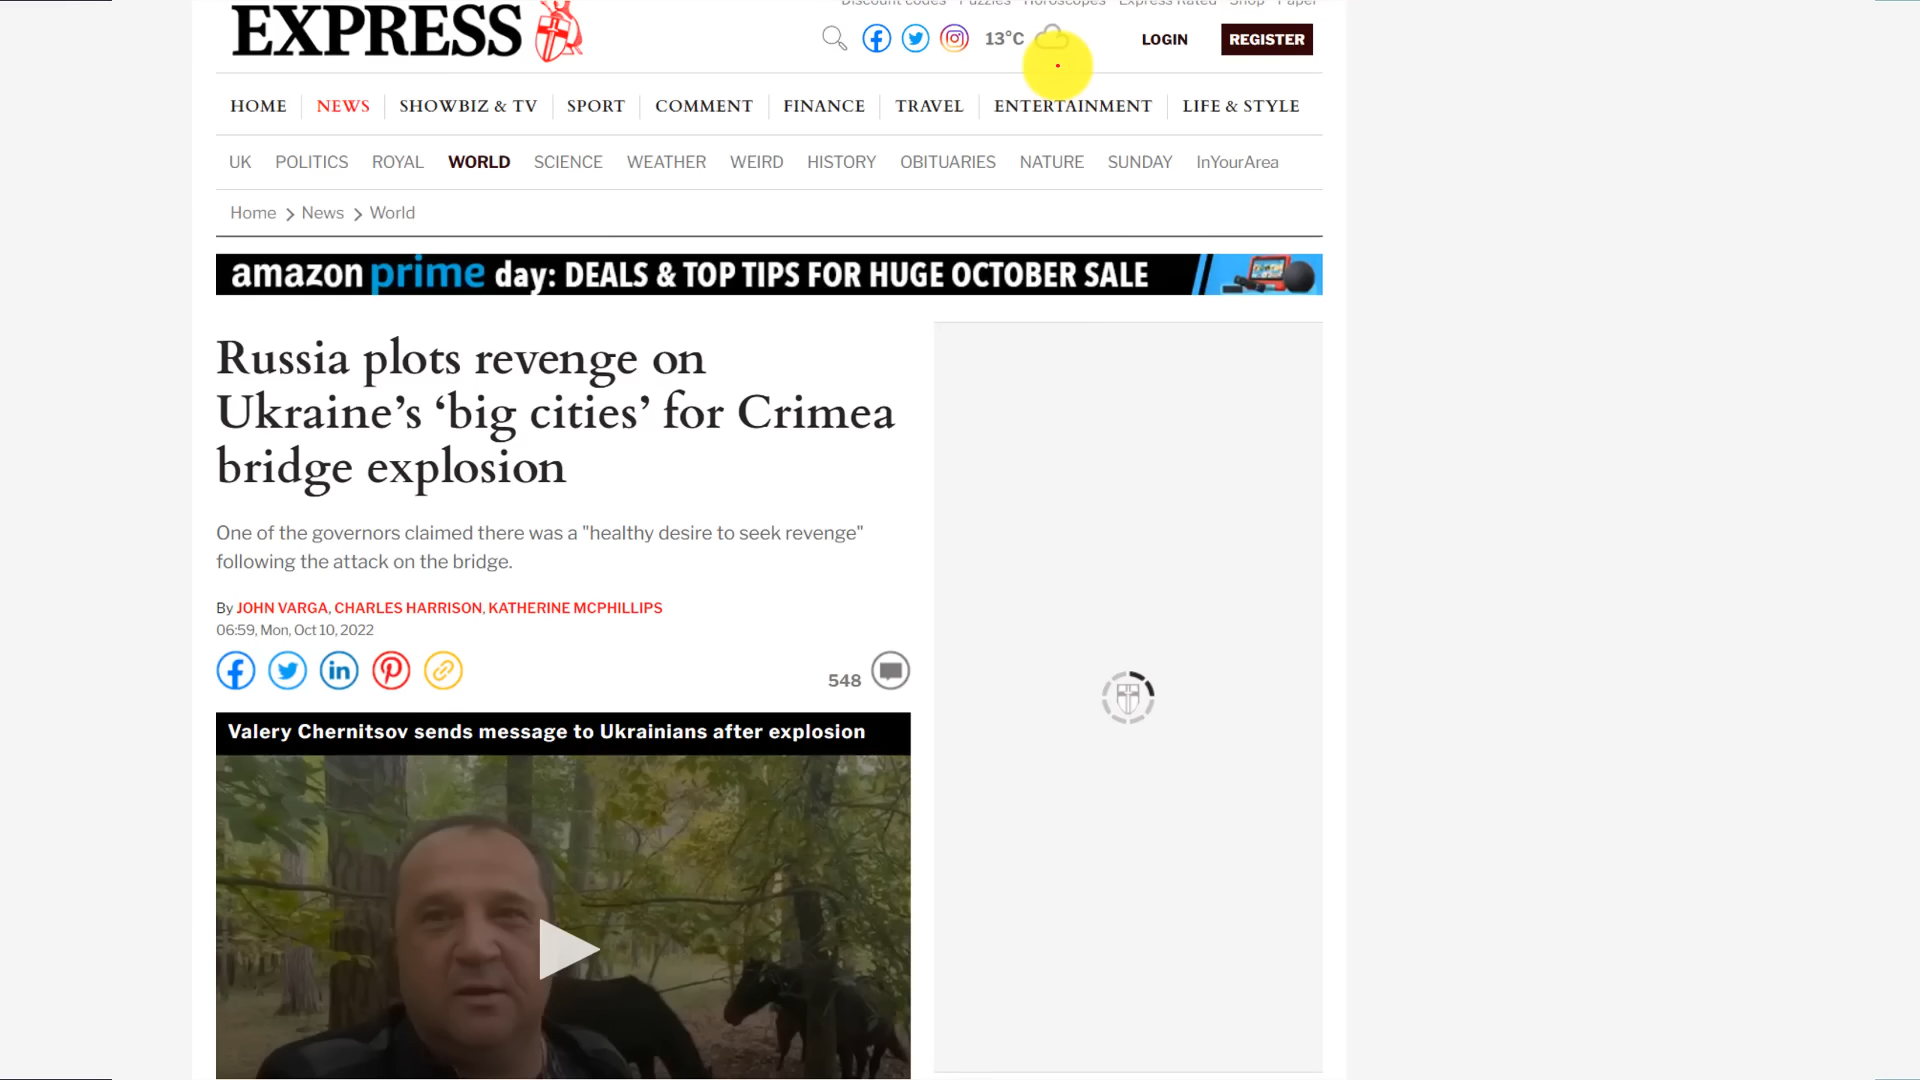 Discount codes Puzzles Horoscopes Express Rated Shop Paper
EXPRESS
13°C
LOGIN
REGISTER
HOME NEWS SHOWBIZ & TV SPORT COMMENT FINANCE TRAVEL ENTERTAINMENT LIFE & STYLE
UK POLITICS ROYAL WORLD SCIENCE WEATHER WEIRD HISTORY OBITUARIES NATURE SUNDAY InYourArea
Home News World
amazon prime day: DEALS & TOP TIPS FOR HUGE OCTOBER SALE
Russia plots revenge on
Ukraine’s ‘big cities’ for Crimea
bridge explosion
One of the governors claimed there was a "healthy desire to seek revenge"
following the attack on the bridge.
By JOHN VARGA, CHARLES HARRISON, KATHERINE MCPHILLIPS
06:59, Mon, Oct 10, 2022
548
Valery Chernitsov sends message to Ukrainians after explosion